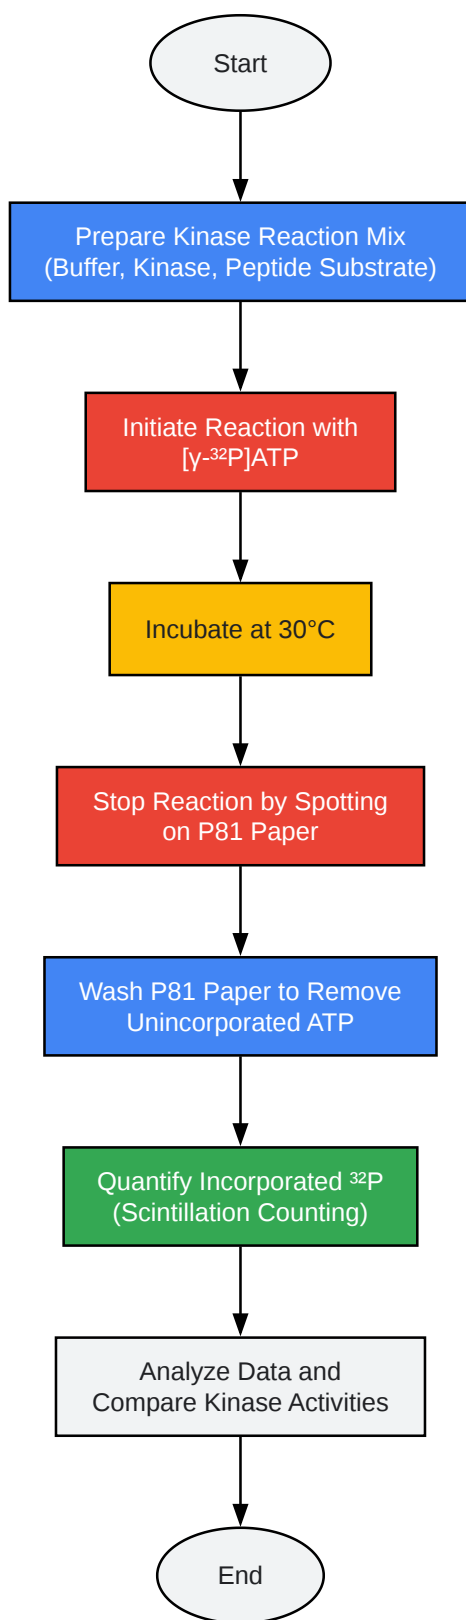 Start
Prepare Kinase Reaction Mix
(Buffer, Kinase, Peptide Substrate)
Initiate Reaction with
[γ-³²P]ATP
Incubate at 30°C
Stop Reaction by Spotting
on P81 Paper
Wash P81 Paper to Remove
Unincorporated ATP
Quantify Incorporated ³²P
(Scintillation Counting)
Analyze Data and
Compare Kinase Activities
End